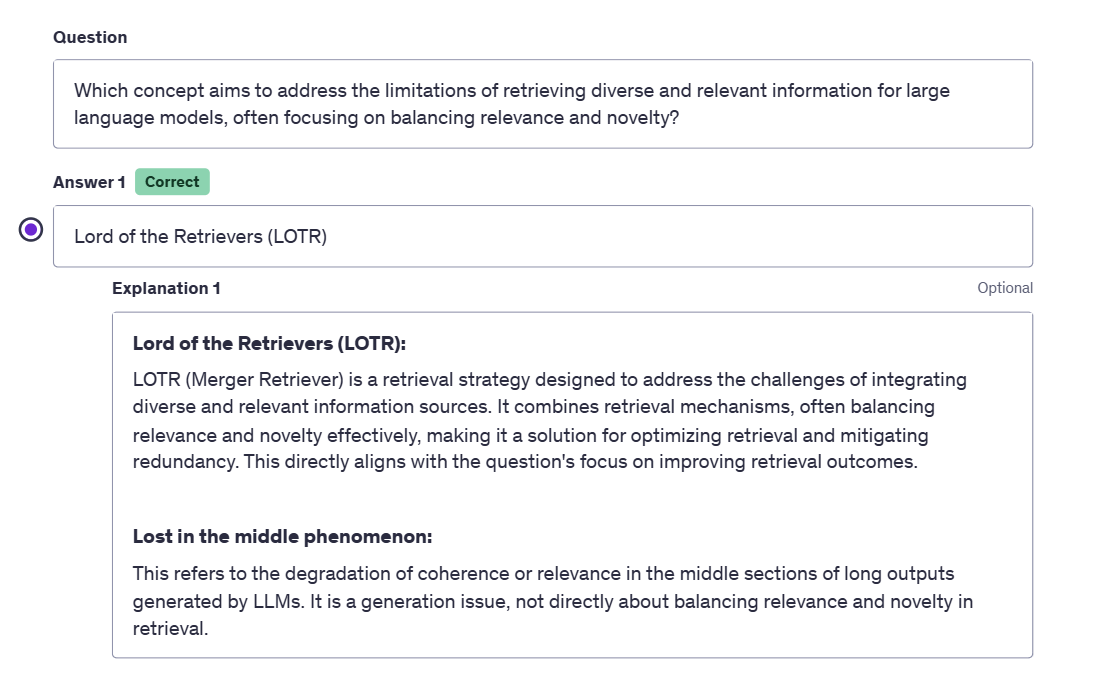 Question
Which concept aims to address the limitations of retrieving diverse and relevant information for large
language models, often focusing on balancing relevance and novelty?
Answer 1 Correct
Lord of the Retrievers (LOTR)
Explanation 1 Optional
Lord of the Retrievers (LOTR):
LOTR (Merger Retriever) is a retrieval strategy designed to address the challenges of integrating
diverse and relevant information sources. It combines retrieval mechanisms, often balancing
relevance and novelty effectively, making it a solution for optimizing retrieval and mitigating
redundancy. This directly aligns with the question's focus on improving retrieval outcomes.
Lost in the middle phenomenon:
This refers to the degradation of coherence or relevance in the middle sections of long outputs
generated by LLMs. It is a generation issue, not directly about balancing relevance and novelty in
retrieval.